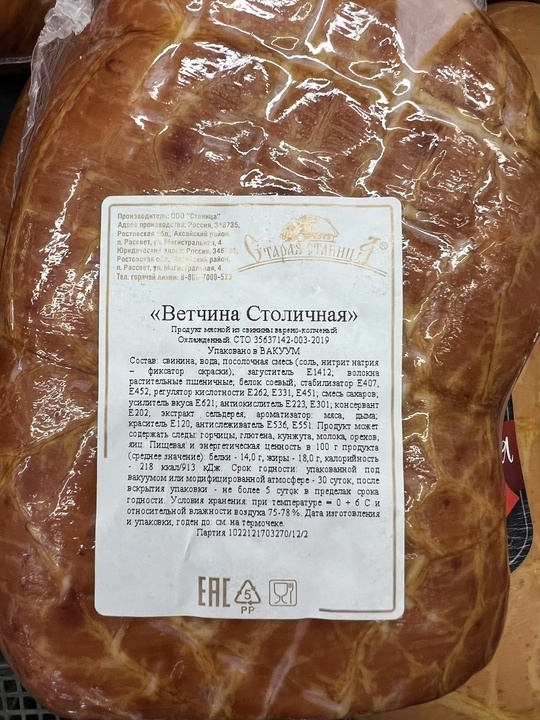 Производитель: ООО "Станица"
Адрес производства: Россия, 346735,
Ростовская обл., Аксайский район,
п. Рассвет, ул. Магистральная, 4
Юридический адрес: Россия, 346735,
Ростовская обл., Аксайский район,
п. Рассвет, ул. Магистральная, 4
Тел. горячей линии:
Старая станица®
«Ветчина Столичная»
Продукт мясной из свинины варено-копченый
Охлажденный. СТО 35637142-003-2019
Упаковано в ВАКУУМ
Состав: свинина, вода, посолочная смесь (соль, нитрит натрия
– фиксатор окраски), загуститель Е1412, волокна
растительные пшеничные, белок соевый, стабилизатор Е407,
Е452; регулятор кислотности Е262, Е331, Е451; смесь сахаров;
усилитель вкуса Е621; антиокислитель Е223, Е301; консервант
Е202, экстракт сельдерея, ароматизатор: мяса, дыма;
краситель Е120, антислеживатель Е536, Е551. Продукт может
содержать следы: горчицы, глютена, кунжута, молока, орехов,
яиц. Пищевая и энергетическая ценность в 100 г продукта
(среднее значение): белки - 14,0 г, жиры - 18,0 г, калорийность
- 218 ккал/913 кДж. Срок годности: упакованной под
вакуумом или модифицированной атмосфере - 30 суток, после
вскрытия упаковки - не более 5 суток в пределах срока
годности. Условия хранения: при температуре = 0 + 6 С и
относительной влажности воздуха 75-78 %. Дата изготовления
и упаковки, годен до: см. на термочеке.
Партия 1022121703270/12/2
ЕАС
5
PP